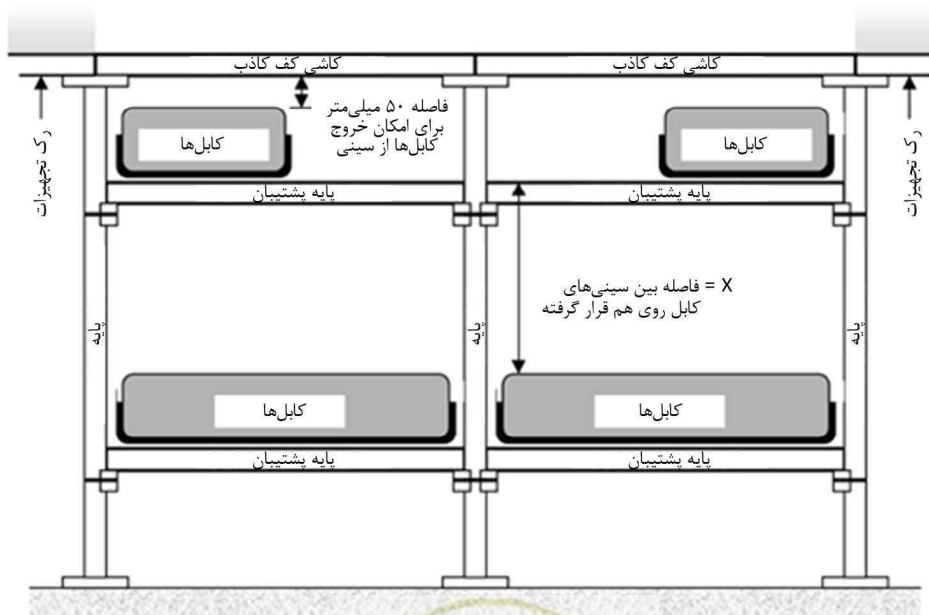 کاشی کف کاذب
کاشی کف کاذب
رک تجهیزات
فاصله ۵۰ میلی‌متر
برای امکان خروج
کابل‌ها از سینی
رک تجهیزات
کابل‌ها
کابل‌ها
پایه پشتیبان
پایه پشتیبان
X = فاصله بین سینی‌های
کابل روی هم قرار گرفته
پایه
پایه
پایه
کابل‌ها
کابل‌ها
پایه پشتیبان
پایه پشتیبان